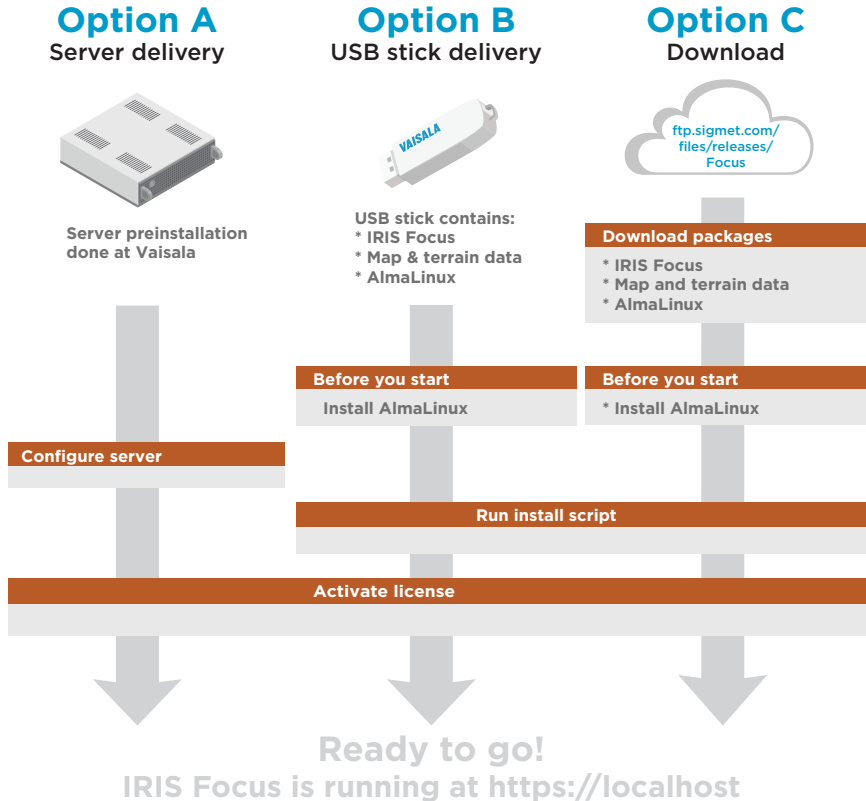 Option A
Server delivery
Server preinstallation
done at Vaisala
Configure server
Option B
USB stick delivery
VAISALA
USB stick contains:
* IRIS Focus
* Map & terrain data
* AlmaLinux
Before you start
Install AlmaLinux
Option C
Download
ftp.sigmet.com/
files/releases/
Focus
Download packages
* IRIS Focus
* Map and terrain data
* AlmaLinux
Before you start
* Install AlmaLinux
Run install script
Activate license
Ready to go!
IRIS Focus is running at https://localhost